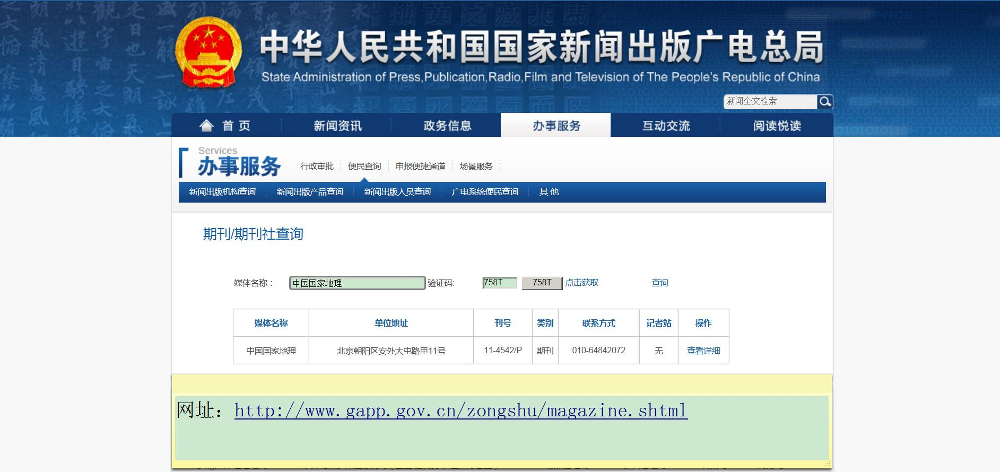 中华人民共和国国家新闻出版广电总局
State Administration of Press,Publication,Radio,Film and Television of The People's Republic of China
新闻全文检索
首 页 新闻资讯 政务信息 办事服务 互动交流 阅读悦读
Services
办事服务 行政审批 便民查询 申报便捷通道 场景服务
新闻出版机构查询 新闻出版产品查询 新闻出版人员查询 广电系统便民查询 其 他
期刊/期刊社查询
媒体名称： 中国国家地理 验证码: 758T 758T 点击获取 查询
媒体名称 单位地址 刊号 类别 联系方式 记者站 操作
中国国家地理 北京朝阳区安外大屯路甲11号 11-4542/P 期刊 010-64842072 无 查看详细
网址：http://www.gapp.gov.cn/zongshu/magazine.shtml